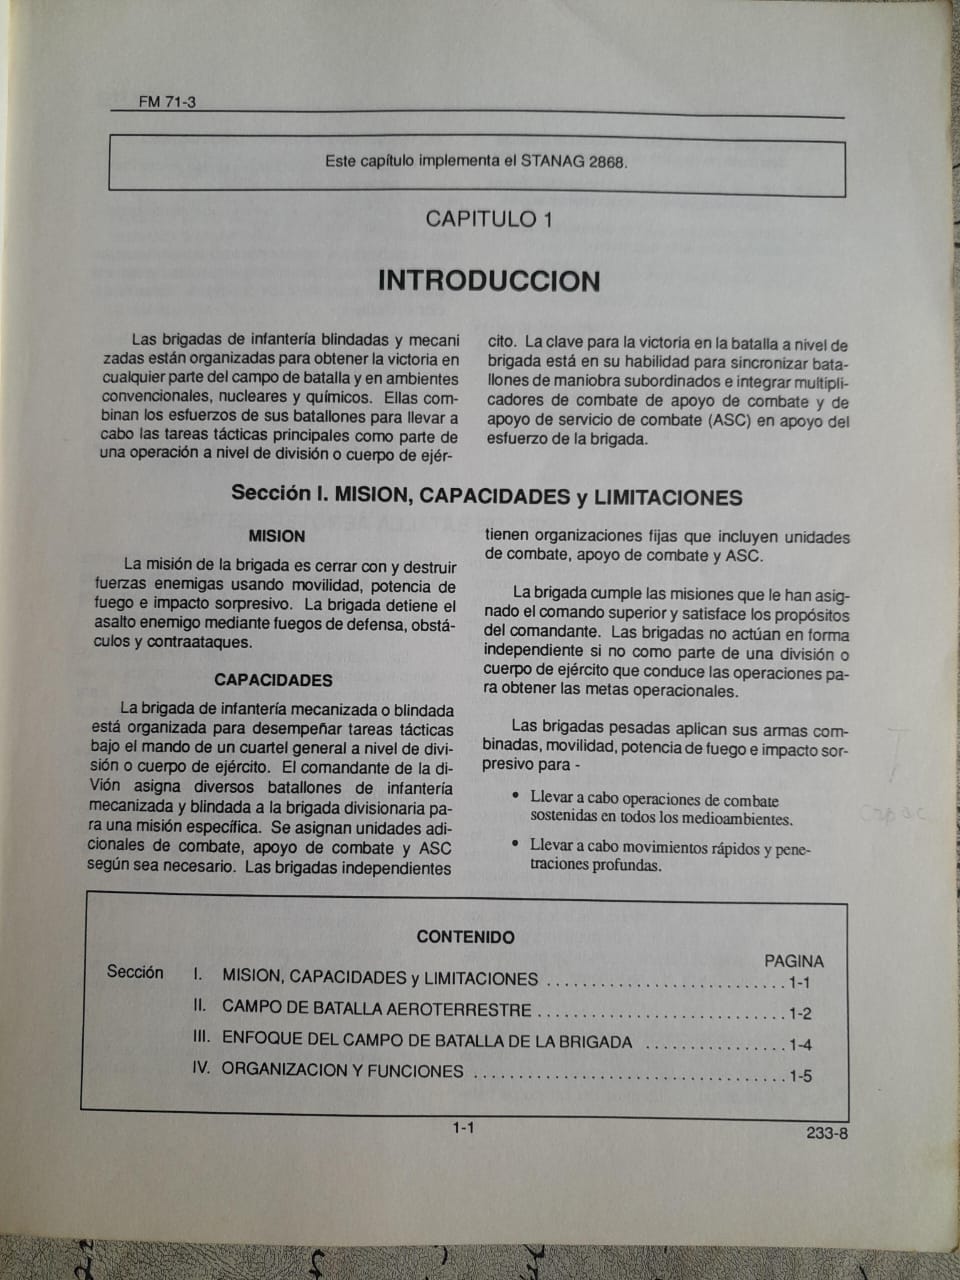 FM 71-3
Este capítulo implementa el STANAG 2868.
CAPITULO 1
INTRODUCCION
Las brigadas de infantería blindadas y mecani
zadas están organizadas para obtener la victoria en
cualquier parte del campo de batalla y en ambientes
convencionales, nucleares y químicos. Ellas com-
binan los esfuerzos de sus batallones para llevar a
cabo las tareas tácticas principales como parte de
una operación a nivel de división o cuerpo de ejér-
cito. La clave para la victoria en la batalla a nivel de
brigada está en su habilidad para sincronizar bata-
llones de maniobra subordinados e integrar multipli-
cadores de combate de apoyo de combate y de
apoyo de servicio de combate (ASC) en apoyo del
esfuerzo de la brigada.
Sección I. MISION, CAPACIDADES y LIMITACIONES
MISION
La misión de la brigada es cerrar con y destruir
fuerzas enemigas usando movilidad, potencia de
fuego e impacto sorpresivo. La brigada detiene el
asalto enemigo mediante fuegos de defensa, obstá-
culos y contraataques.
CAPACIDADES
La brigada de infantería mecanizada o blindada
está organizada para desempeñar tareas tácticas
bajo el mando de un cuartel general a nivel de divi-
sión o cuerpo de ejército. El comandante de la di-
Vión asigna diversos batallones de infantería
mecanizada y blindada a la brigada divisionaria pa-
ra una misión específica. Se asignan unidades adi-
cionales de combate, apoyo de combate y ASC
según sea necesario. Las brigadas independientes
tienen organizaciones fijas que incluyen unidades
de combate, apoyo de combate y ASC.
La brigada cumple las misiones que le han asig-
nado el comando superior y satisface los propósitos
del comandante. Las brigadas no actúan en forma
independiente si no como parte de una división o
cuerpo de ejército que conduce las operaciones pa-
ra obtener las metas operacionales.
Las brigadas pesadas aplican sus armas com-
binadas, movilidad, potencia de fuego e impacto sor-
presivo para -
• Llevar a cabo operaciones de combate
sostenidas en todos los medioambientes.
• Llevar a cabo movimientos rápidos y pene-
traciones profundas.
CONTENIDO
PAGINA
Sección I. MISION, CAPACIDADES y LIMITACIONES ........................... 1-1
II. CAMPO DE BATALLA AEROTERRESTRE ............................ 1-2
III. ENFOQUE DEL CAMPO DE BATALLA DE LA BRIGADA ................ 1-4
IV. ORGANIZACION Y FUNCIONES ................................... 1-5
1-1
233-8